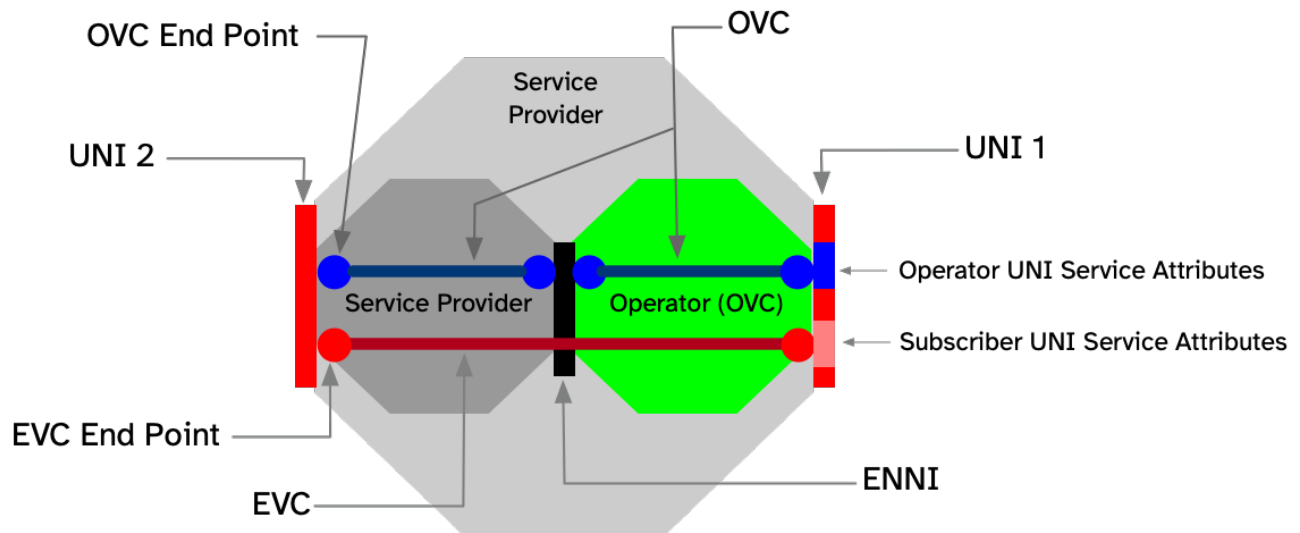 OVC End Point
OVC
Service
Provider
UNI 2
UNI 1
Operator UNI Service Attributes
Service Provider
Operator (OVC)
Subscriber UNI Service Attributes
EVC End Point
ENNI
EVC